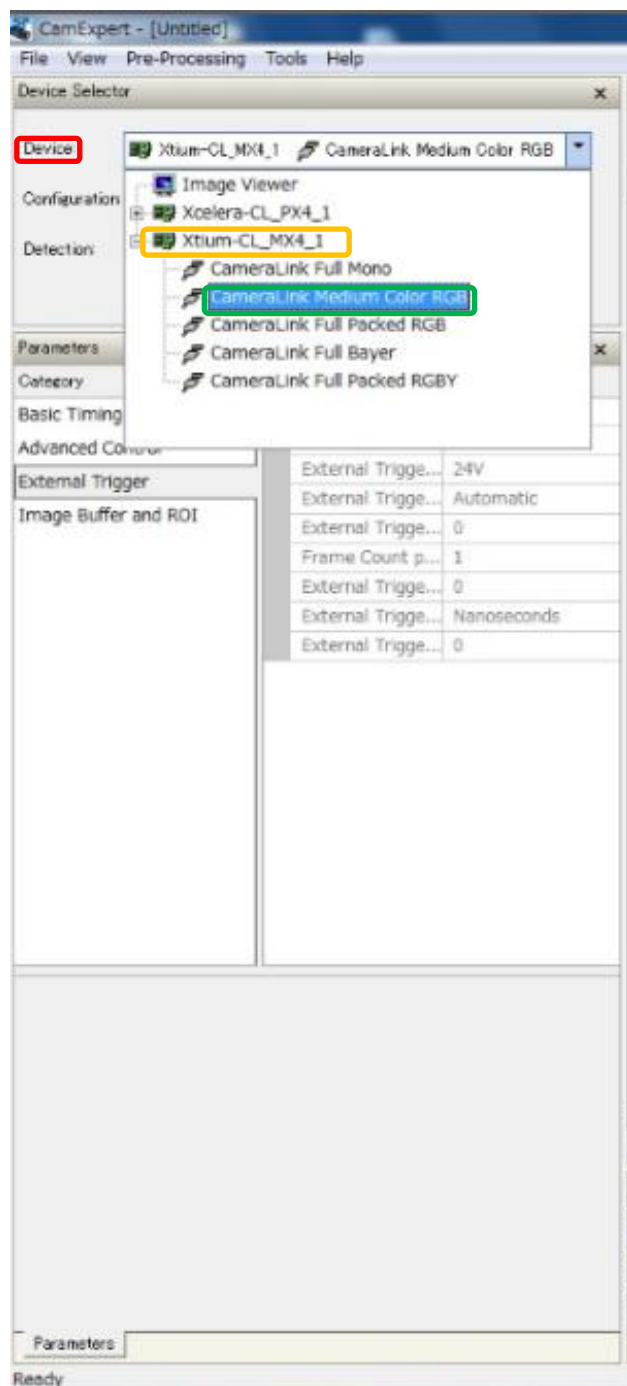 CamExpert - [Untitled]
File View Pre-Processing Tools Help
Device Selector
Device Xtium-CL_MX4_1 CameraLink Medium Color RGB
Configuration
Detection:
Image Viewer
Xcelera-CL_PX4_1
Xtium-CL_MX4_1
CameraLink Full Mono
CameraLink Medium Color RGB
CameraLink Full Packed RGB
CameraLink Full Bayer
CameraLink Full Packed RGBY
Parameters
Category
Basic Timing
Advanced Control
External Trigger
Image Buffer and ROI
External Trigge... 24V
External Trigge... Automatic
External Trigge... 0
Frame Count p... 1
External Trigge... 0
External Trigge... Nanoseconds
External Trigge... 0
Parameters
Ready